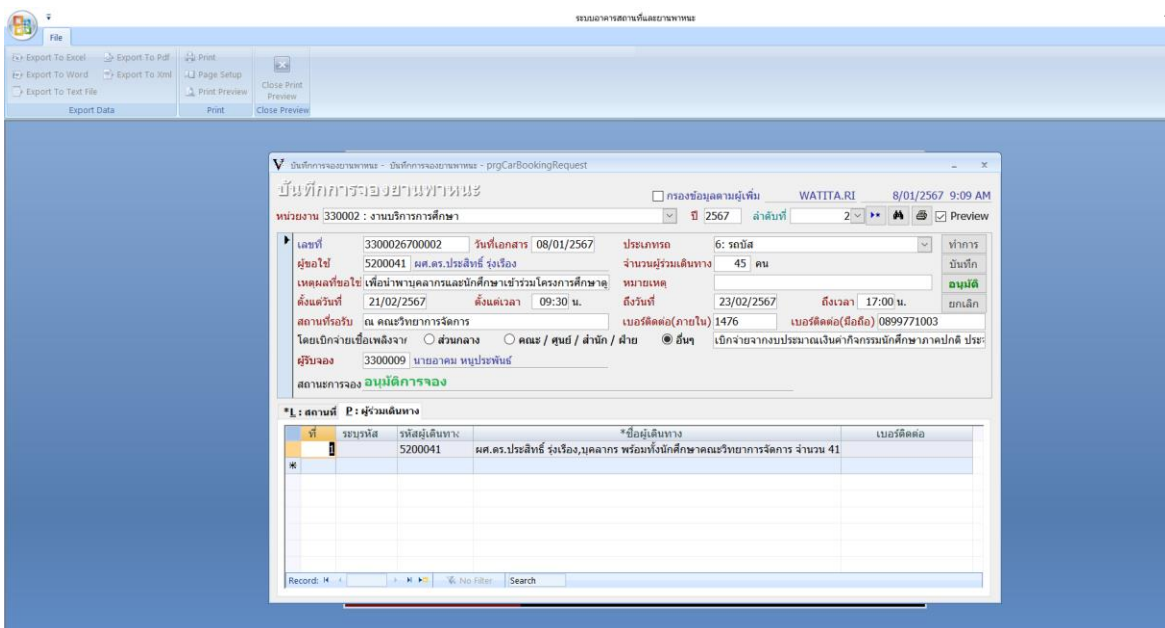 ระบบอาคารสถานที่และยานพาหนะ
File
Export To Excel Export To Pdf Print
Export To Word Export To Xml Page Setup Close Print
Export To Text File Print Preview Preview
Export Data Print Close Preview
บันทึกการจองยานพาหนะ - บันทึกการจองยานพาหนะ - prgCarBookingRequest
บันทึกการจองยานพาหนะ กรองข้อมูลตามผู้เพิ่ม WATITA.RI 8/01/2567 9:09 AM
หน่วยงาน 330002 : งานบริการการศึกษา ปี 2567 ลำดับที่ 2 Preview
เลขที่ 3300026700002 วันที่เอกสาร 08/01/2567 ประเภทรถ 6: รถบัส ทำการ
ผู้ขอใช้ 5200041 ผศ.ดร.ประสิทธิ์ รุ่งเรือง จำนวนผู้ร่วมเดินทาง 45 คน บันทึก
เหตุผลที่ขอใช้ เพื่อนำพาบุคลากรและนักศึกษาเข้าร่วมโครงการศึกษาดู หมายเหตุ อนุมัติ
ตั้งแต่วันที่ 21/02/2567 ตั้งแต่เวลา 09:30 น. ถึงวันที่ 23/02/2567 ถึงเวลา 17:00 น. ยกเลิก
สถานที่รอรับ ณ คณะวิทยาการจัดการ เบอร์ติดต่อ(ภายใน) 1476 เบอร์ติดต่อ(มือถือ) 0899771003
โดยเบิกจ่ายเชื้อเพลิงจาก ส่วนกลาง คณะ / ศูนย์ / สำนัก / ฝ่าย อื่นๆ เบิกจ่ายจากงบประมาณเงินค่ากิจกรรมนักศึกษาภาคปกติ ประ
ผู้รับจอง 3300009 นายอาคม หนูประพันธ์
สถานะการจอง อนุมัติการจอง
*L : สถานที่ P : ผู้ร่วมเดินทาง
ที่ ระบุรหัส รหัสผู้เดินทาง *ชื่อผู้เดินทาง เบอร์ติดต่อ
1 5200041 ผศ.ดร.ประสิทธิ์ รุ่งเรือง,บุคลากร พร้อมทั้งนักศึกษาคณะวิทยาการจัดการ จำนวน 41
Record: No Filter Search